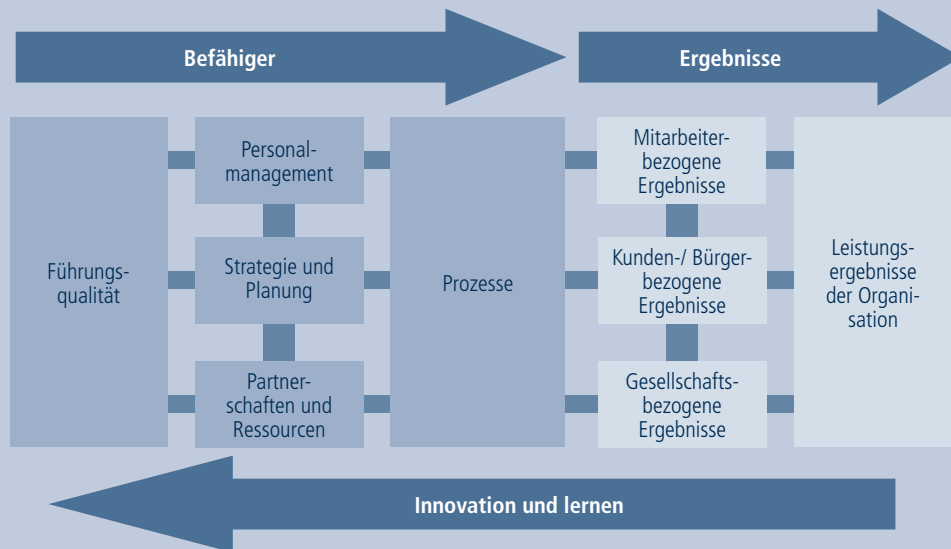 Befähiger
Ergebnisse
Führungs-
qualität
Personal-
management
Strategie und
Planung
Partner-
schaften und
Ressourcen
Prozesse
Mitarbeiter-
bezogene
Ergebnisse
Kunden-/ Bürger-
bezogene
Ergebnisse
Gesellschafts-
bezogene
Ergebnisse
Leistungs-
ergebnisse
der Organi-
sation
Innovation und lernen